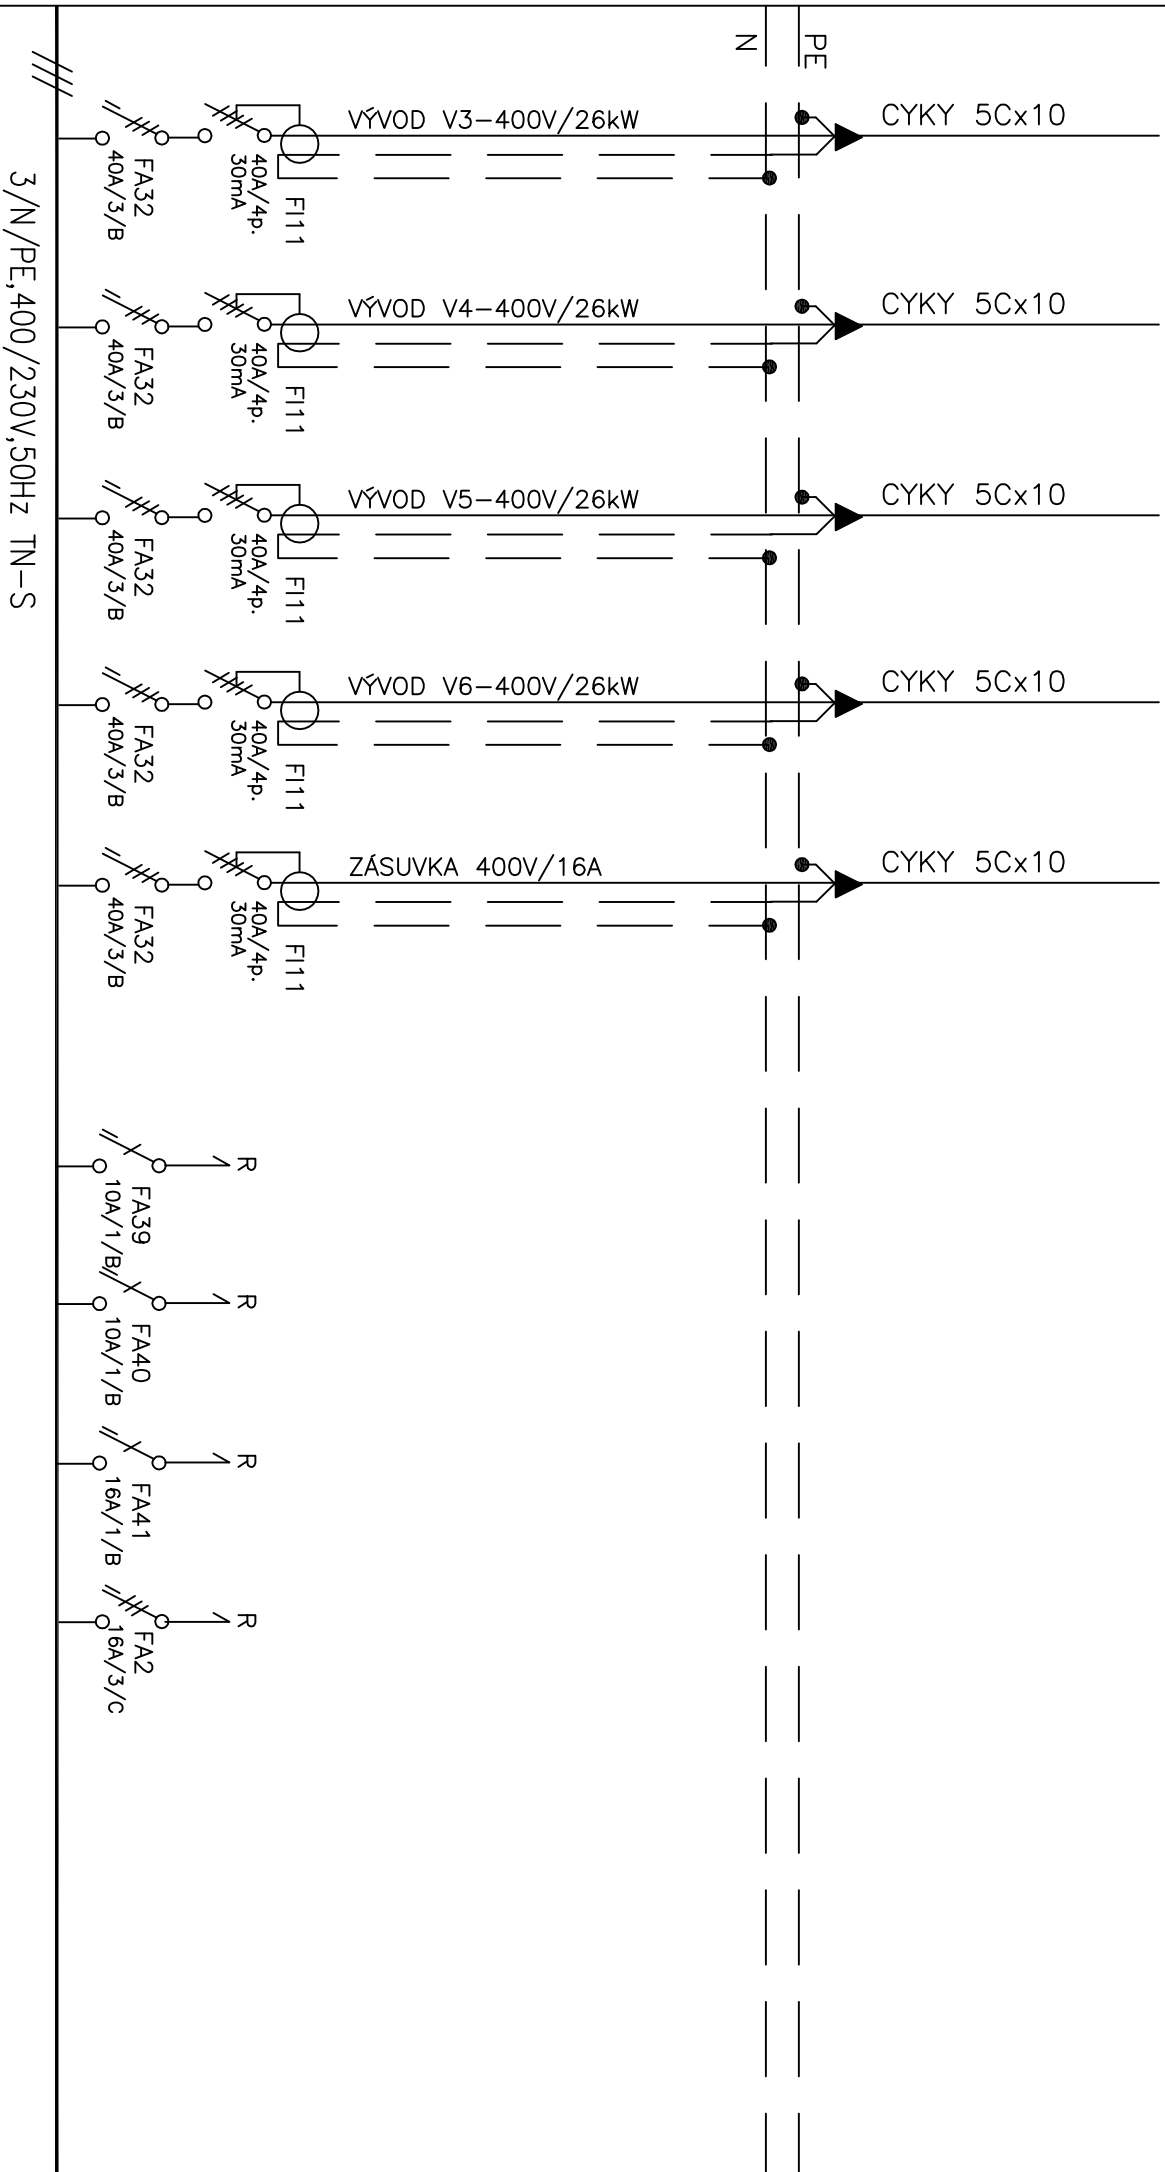 N
PE
3/N/PE,400/230V,50Hz TN-S
VÝVOD V3-400V/26kW
CYKY 5Cx10
FA32
40A/3/B
40A/4p.
30mA
FI11
VÝVOD V4-400V/26kW
CYKY 5Cx10
FA32
40A/3/B
40A/4p.
30mA
FI11
VÝVOD V5-400V/26kW
CYKY 5Cx10
FA32
40A/3/B
40A/4p.
30mA
FI11
VÝVOD V6-400V/26kW
CYKY 5Cx10
FA32
40A/3/B
40A/4p.
30mA
FI11
ZÁSUVKA 400V/16A
CYKY 5Cx10
FA32
40A/3/B
40A/4p.
30mA
FI11
R
FA39
10A/1/B
R
FA40
10A/1/B
R
FA41
16A/1/B
R
FA2
16A/3/C